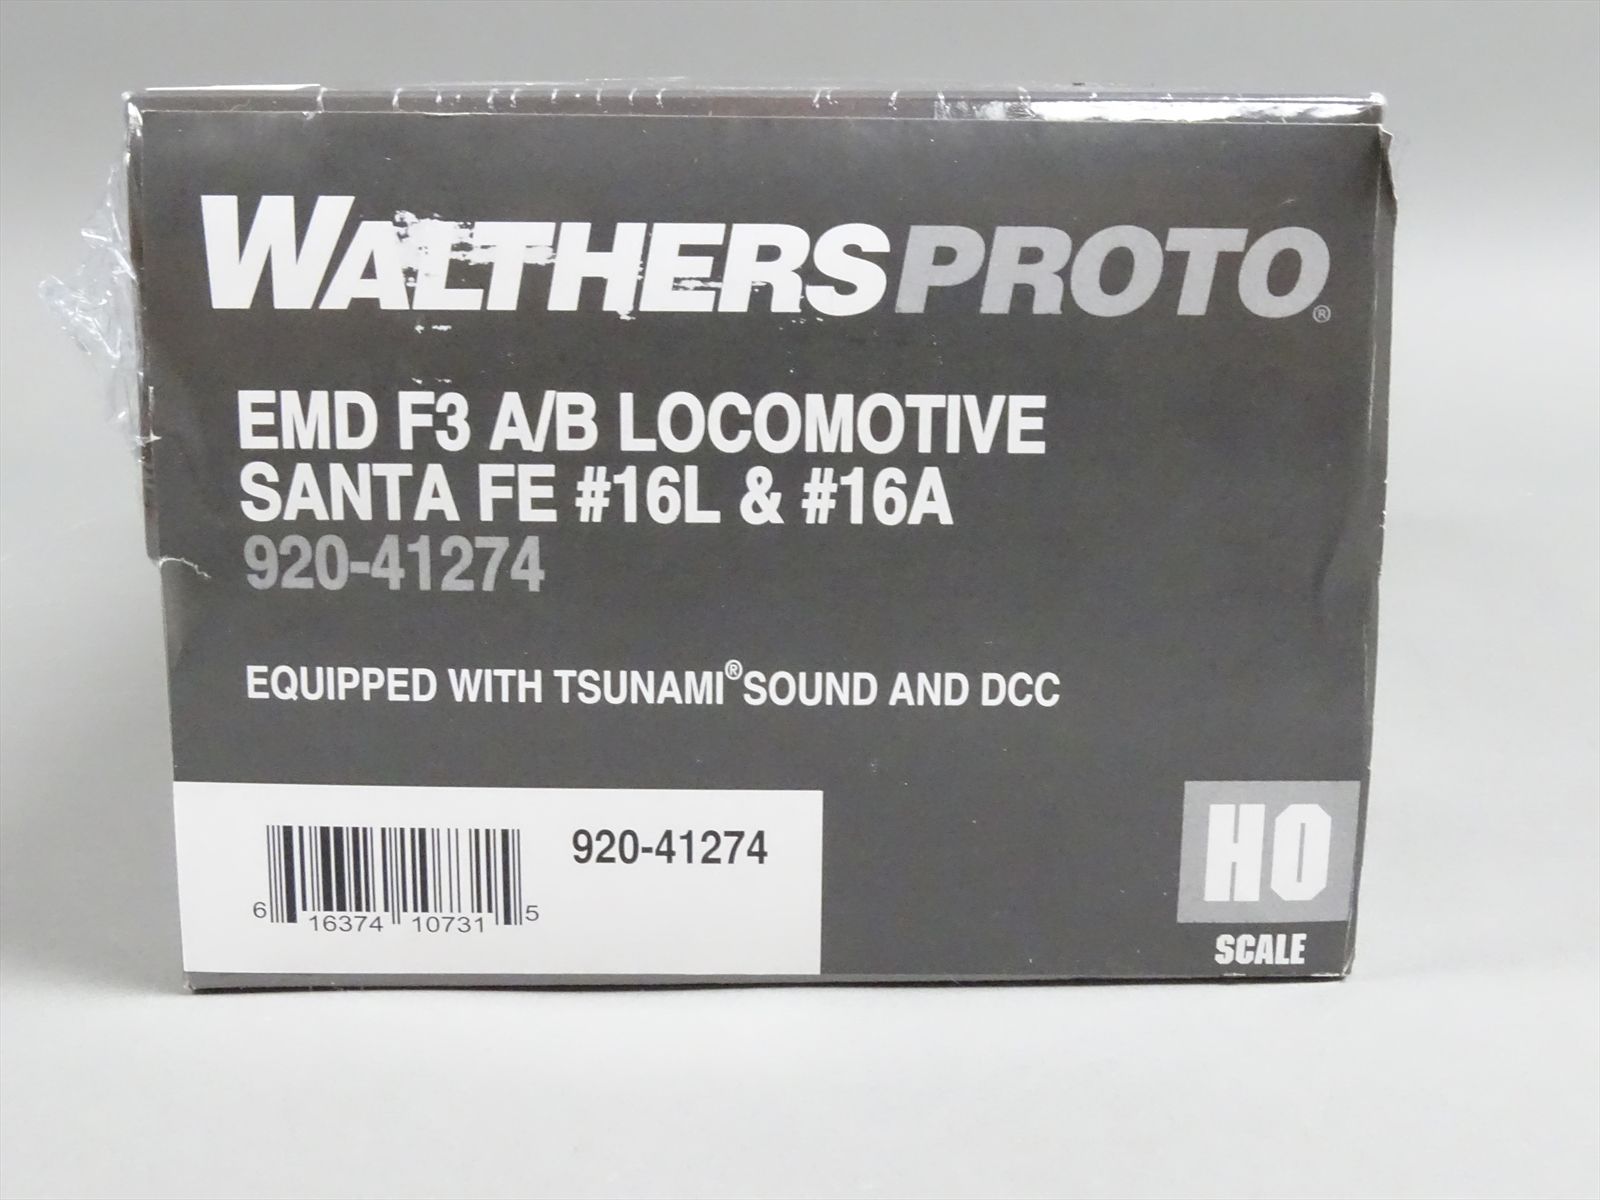 WALTHERSPROTO®
EMD F3 A/B LOCOMOTIVE
SANTA FE #16L & #16A
920-41274
EQUIPPED WITH TSUNAMI® SOUND AND DCC
920-41274
6 16374 10731 5
HO
SCALE